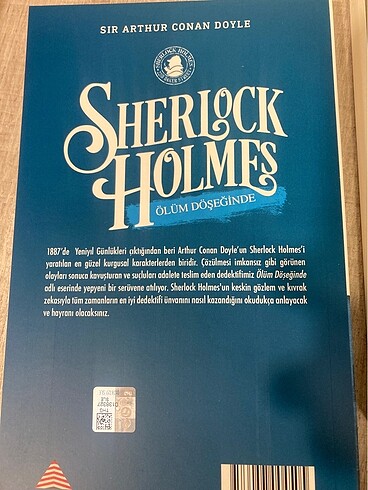 SIR ARTHUR CONAN DOYLE
SHERLOCK HOLMES
SHERLOCK
HOLMES
ÖLÜM DÖŞEĞİNDE
1887'de Yeniyıl Günlükleri çıktığından beri Arthur Conan Doyle'un Sherlock Holmes'i
yaratılan en güzel kurgusal karakterlerden biridir. Çözülmesi imkansız gibi görünen
olayları sonuca kavuşturan ve suçluları adalete teslim eden dedektifimiz Ölüm Döşeğinde
adlı eserinde yepyeni bir serüvene atılıyor. Sherlock Holmes'un keskin gözlem ve kıvrak
zekasıyla tüm zamanların en iyi dedektifi ünvanını nasıl kazandığını okudukça anlayacak
ve hayranı olacaksınız.